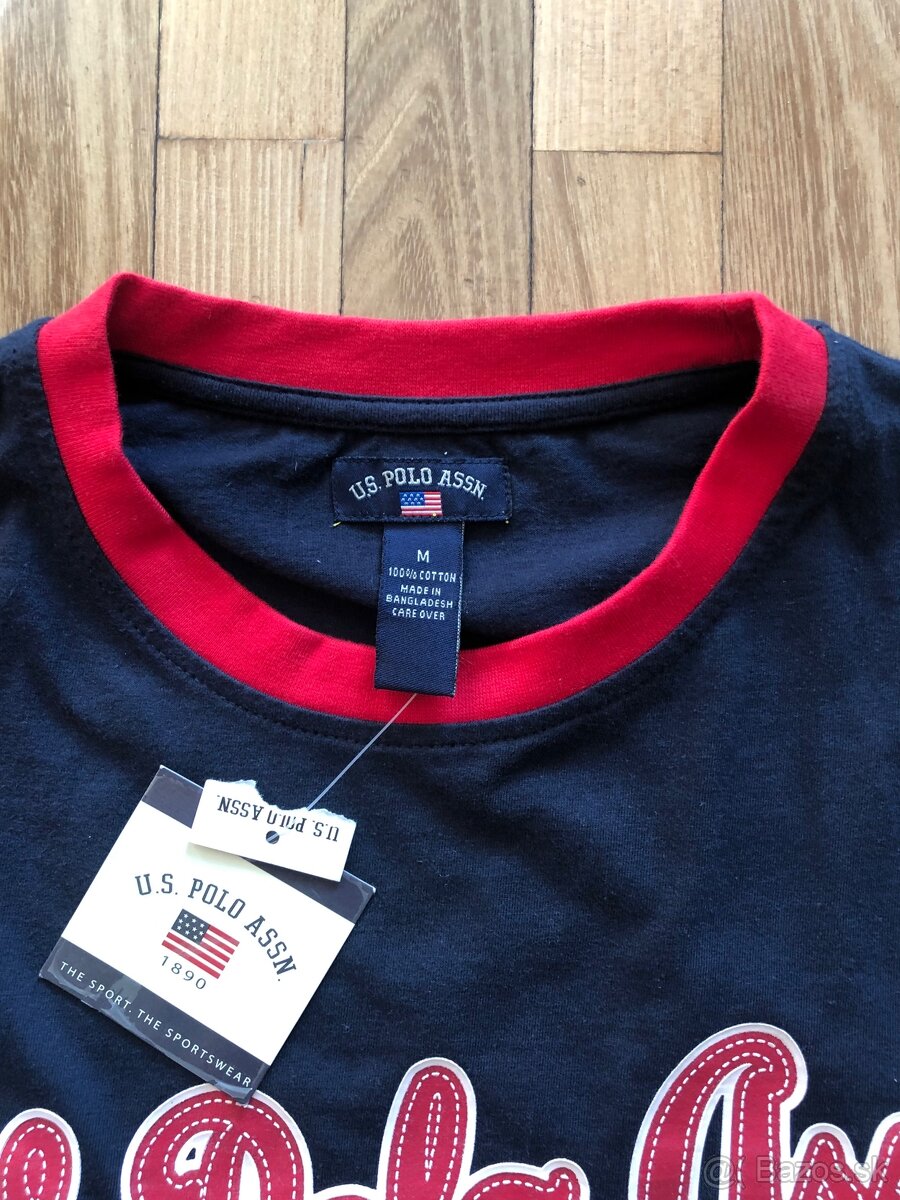 U.S. POLO ASSN.
M
100% COTTON
MADE IN
BANGLADESH
CARE OVER
U.S. POLO ASSN.
U.S. POLO ASSN.
1890
THE SPORT. THE SPORTSWEAR
Polo
@ Bazos.sk